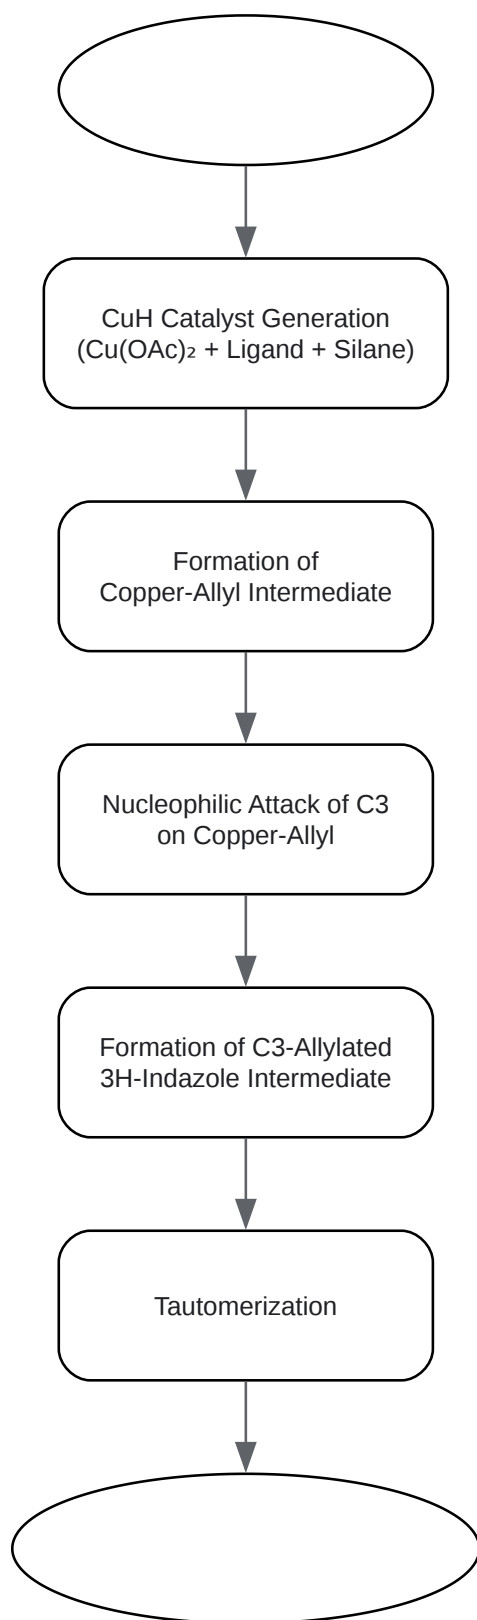 CuH Catalyst Generation
(Cu(OAc)₂ + Ligand + Silane)
Formation of
Copper-Allyl Intermediate
Nucleophilic Attack of C3
on Copper-Allyl
Formation of C3-Allylated
3H-Indazole Intermediate
Tautomerization